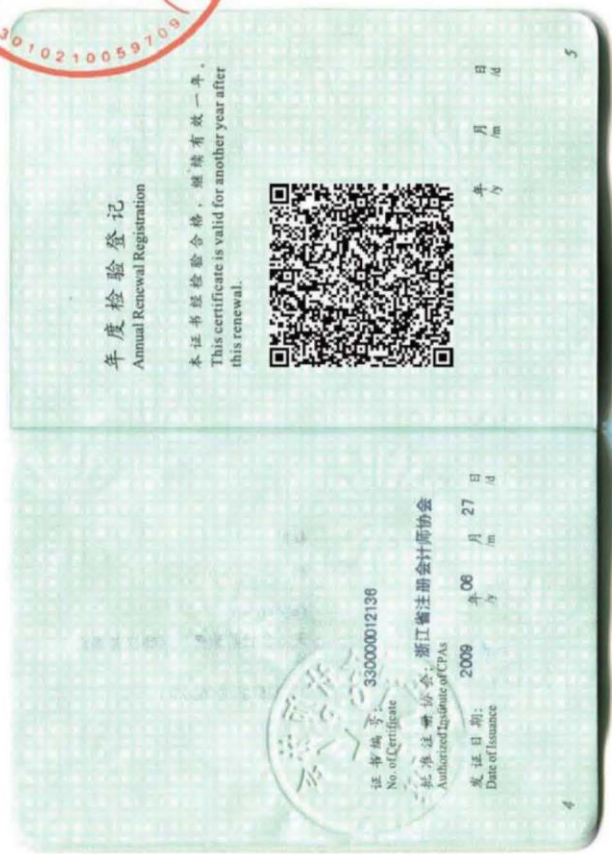 证书编号: 330000012136
No. of Certificate
批准注册协会: 浙江省注册会计师协会
Authorized Institute of CPAs
发证日期: 2009 年 06 月 27 日
Date of Issuance /y /m /d
4
年度检验登记
Annual Renewal Registration
本证书经检验合格，继续有效一年。
This certificate is valid for another year after
this renewal.
年 月 日
/y /m /d
5
3010210059709